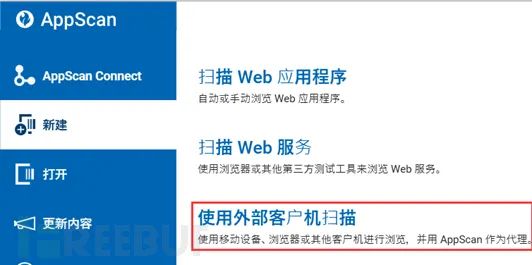 AppScan
AppScan Connect
新建
打开
更新内容
扫描 Web 应用程序
自动或手动浏览 Web 应用程序。
扫描 Web 服务
使用浏览器或其他第三方测试工具来浏览 Web 服务。
使用外部客户机扫描
使用移动设备、浏览器或其他客户机进行浏览，并用 AppScan 作为代理。
REEBUF